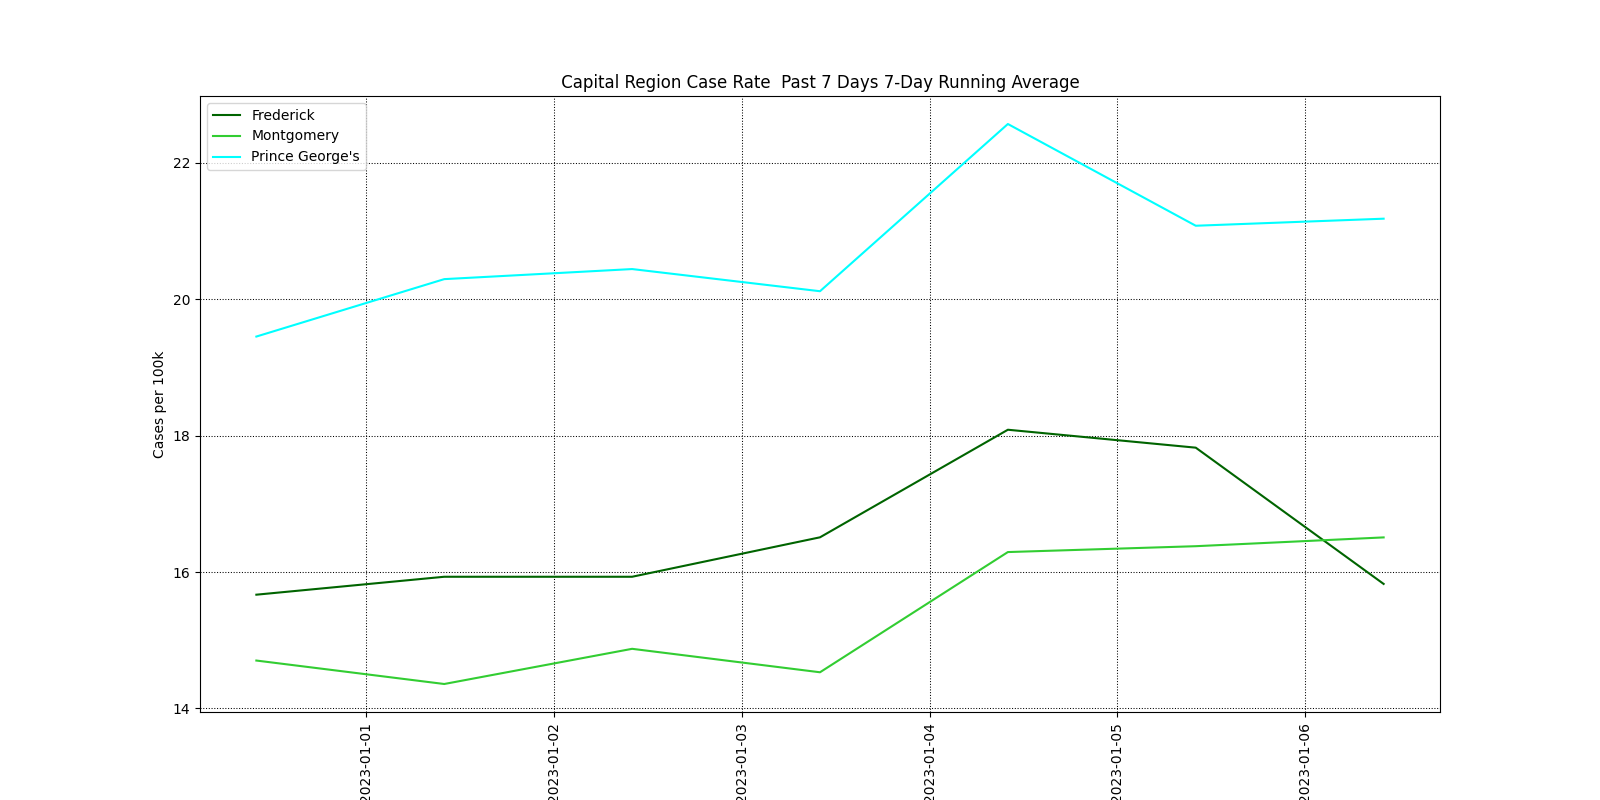 Capital Region Case Rate  Past 7 Days 7-Day Running Average
Frederick
Montgomery
Prince George's
22
20
18
16
14
Cases per 100k
2023-01-01
2023-01-02
2023-01-03
2023-01-04
2023-01-05
2023-01-06